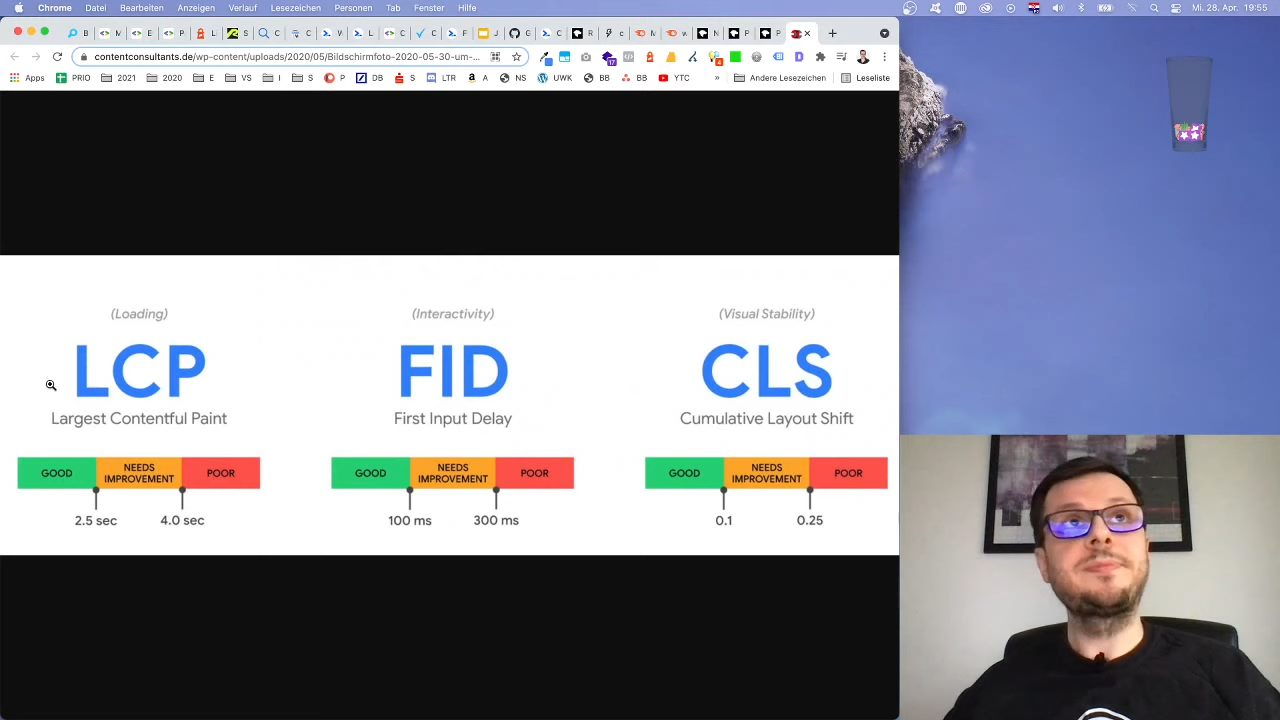 Chrome Datei Bearbeiten Anzeigen Verlauf Lesezeichen Personen Tab Fenster Hilfe Mi. 28. Apr. 19:55
contentconsultants.de/wp-content/uploads/2020/05/Bildschirmfoto-2020-05-30-um-...
Apps PRIO 2021 2020 E VS I P DB S LTR A NS UWK BB BB YTC » Andere Lesezeichen Leseliste
(Loading)
LCP
Largest Contentful Paint
GOOD
NEEDS
IMPROVEMENT
POOR
2.5 sec 4.0 sec
(Interactivity)
FID
First Input Delay
GOOD
NEEDS
IMPROVEMENT
POOR
100 ms 300 ms
(Visual Stability)
CLS
Cumulative Layout Shift
GOOD
NEEDS
IMPROVEMENT
POOR
0.1 0.25